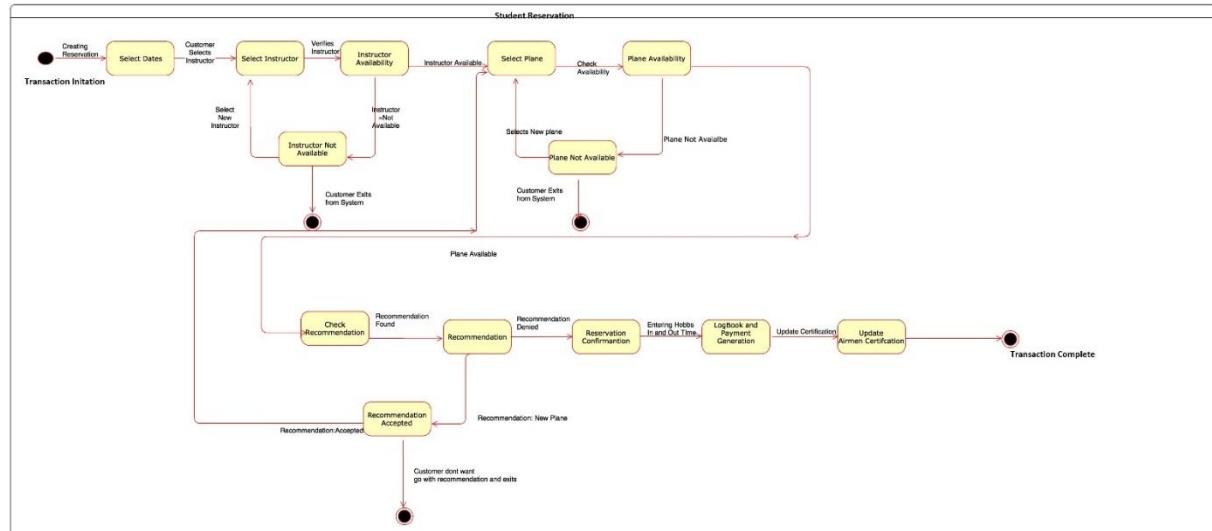 Student Reservation
Creating
Reservation
Transaction Initation
Select Dates
Customer
Selects
Instructor
Select Instructor
Verifies
Instructor
Instructor
Availability
Instructor Available
Select Plane
Check
Availability
Plane Availability
Select
New
Instructor
Instructor
=Not
Available
Instructor Not
Available
Customer Exits
from System
Selects New plane
Plane Not Available
Plane Not Avaialbe
Customer Exits
from System
Plane Available
Check
Recommendation
Recommendation
Found
Recommendation
Recommendation
Denied
Reservation
Confirmantion
Entering Hobbs
In and Out Time
LogBook and
Payment
Generation
Update Certification
Update
Airmen Certifcation
Transaction Complete
Recommendation
Accepted
Recommendation: New Plane
Recommendation:Accepted
Customer dont want
go with recommendation and exits